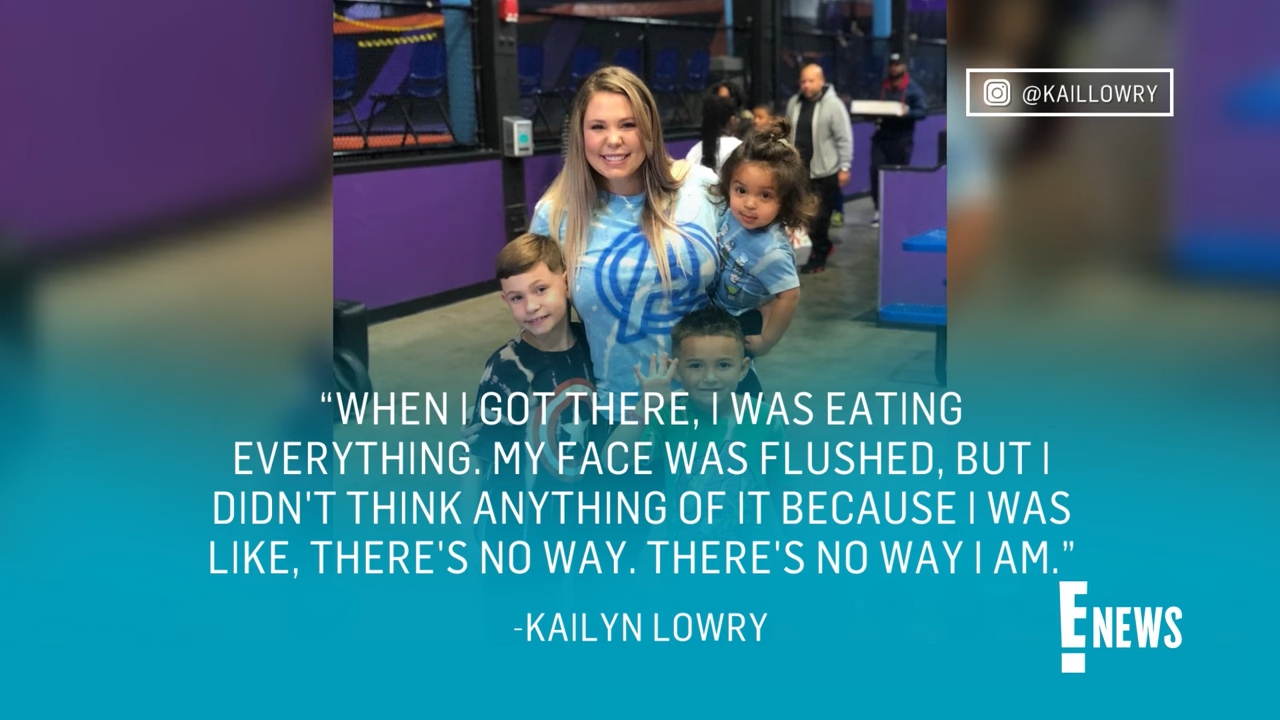 @KAILLOWRY
“WHEN I GOT THERE, I WAS EATING
EVERYTHING. MY FACE WAS FLUSHED, BUT I
DIDN'T THINK ANYTHING OF IT BECAUSE I WAS
LIKE, THERE'S NO WAY. THERE'S NO WAY I AM.”
-KAILYN LOWRY
E! NEWS